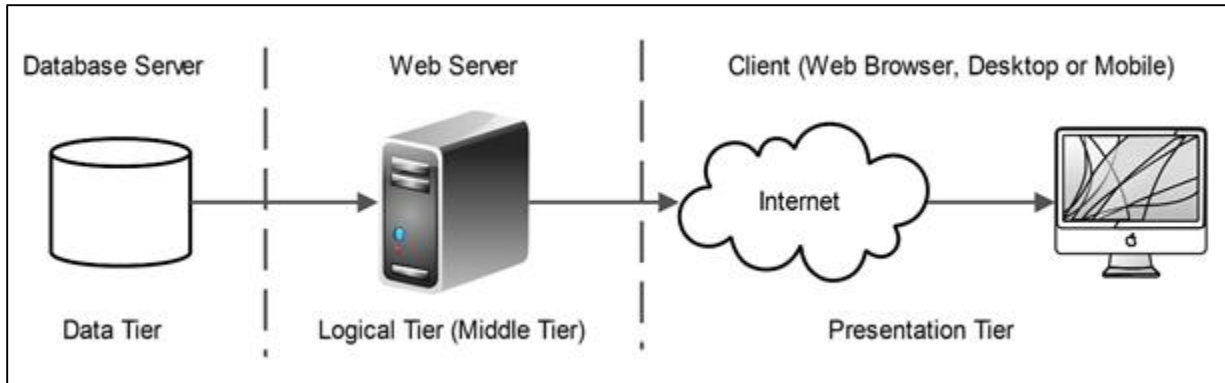 Database Server
Web Server
Client (Web Browser, Desktop or Mobile)
Internet
Data Tier
Logical Tier (Middle Tier)
Presentation Tier